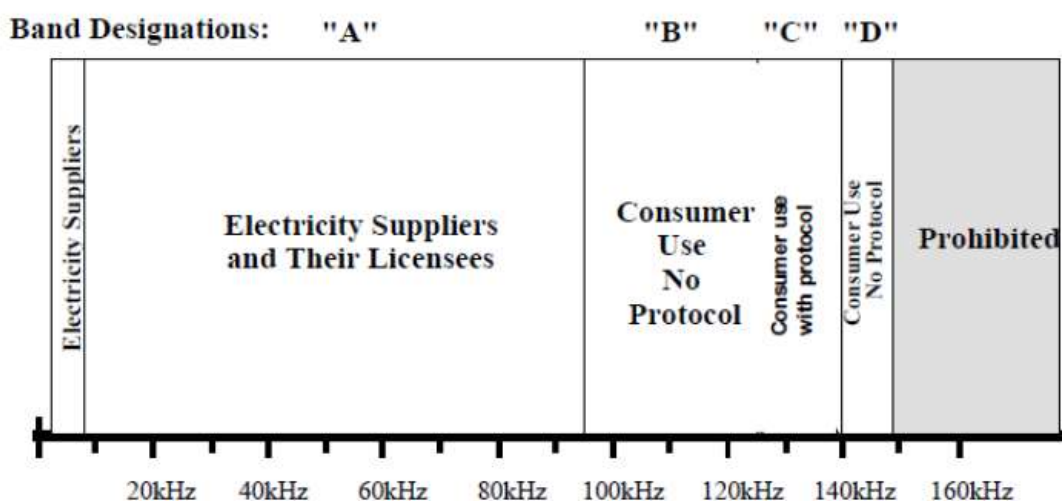 Band Designations: "A" "B" "C" "D"
Electricity Suppliers
Electricity Suppliers
and Their Licensees
Consumer
Use
No
Protocol
Consumer use
with protocol
Consumer Use
No Protocol
Prohibited
20kHz 40kHz 60kHz 80kHz 100kHz 120kHz 140kHz 160kHz